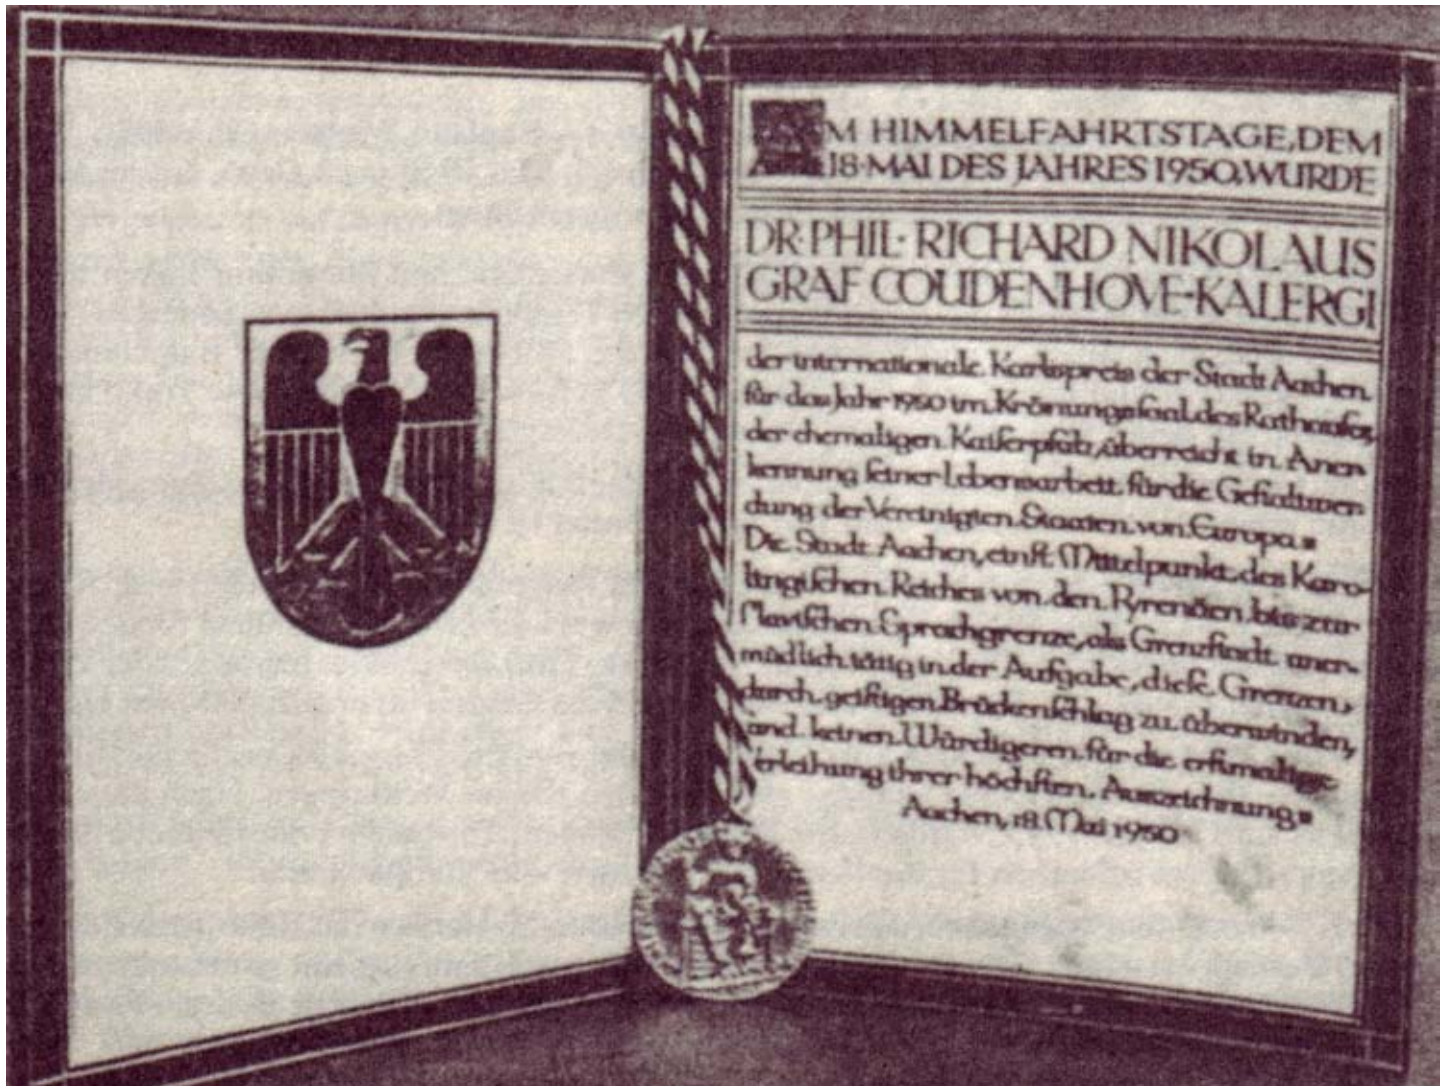 AM HIMMELFAHRTSTAGE, DEM
18·MAI DES JAHRES 1950, WURDE
DR·PHIL· RICHARD NIKOLAUS
GRAF COUDENHOVE-KALERGI
der internationale Karlspreis der Stadt Aachen
für das Jahr 1950 im Krönungsſaal des Rathauſes,
der ehemaligen Kaiſerpfalz, überreicht in Aner-
kennung ſeiner Lebensarbeit für die Geſtaltwer-
dung der Vereinigten Staaten von Europa
Die Stadt Aachen, einſt Mittelpunkt des Karo-
lingiſchen Reiches von den Pyrenäen bis zur
ſlaviſchen Sprachgrenze, als Grenzſtadt uner-
müdlich tätig in der Aufgabe, dieſe Grenzen
durch geiſtigen Brückenſchlag zu überwinden,
fand keinen Würdigeren für die erſtmalige
Verleihung ihrer höchſten Auszeichnung
Aachen, 18. Mai 1950